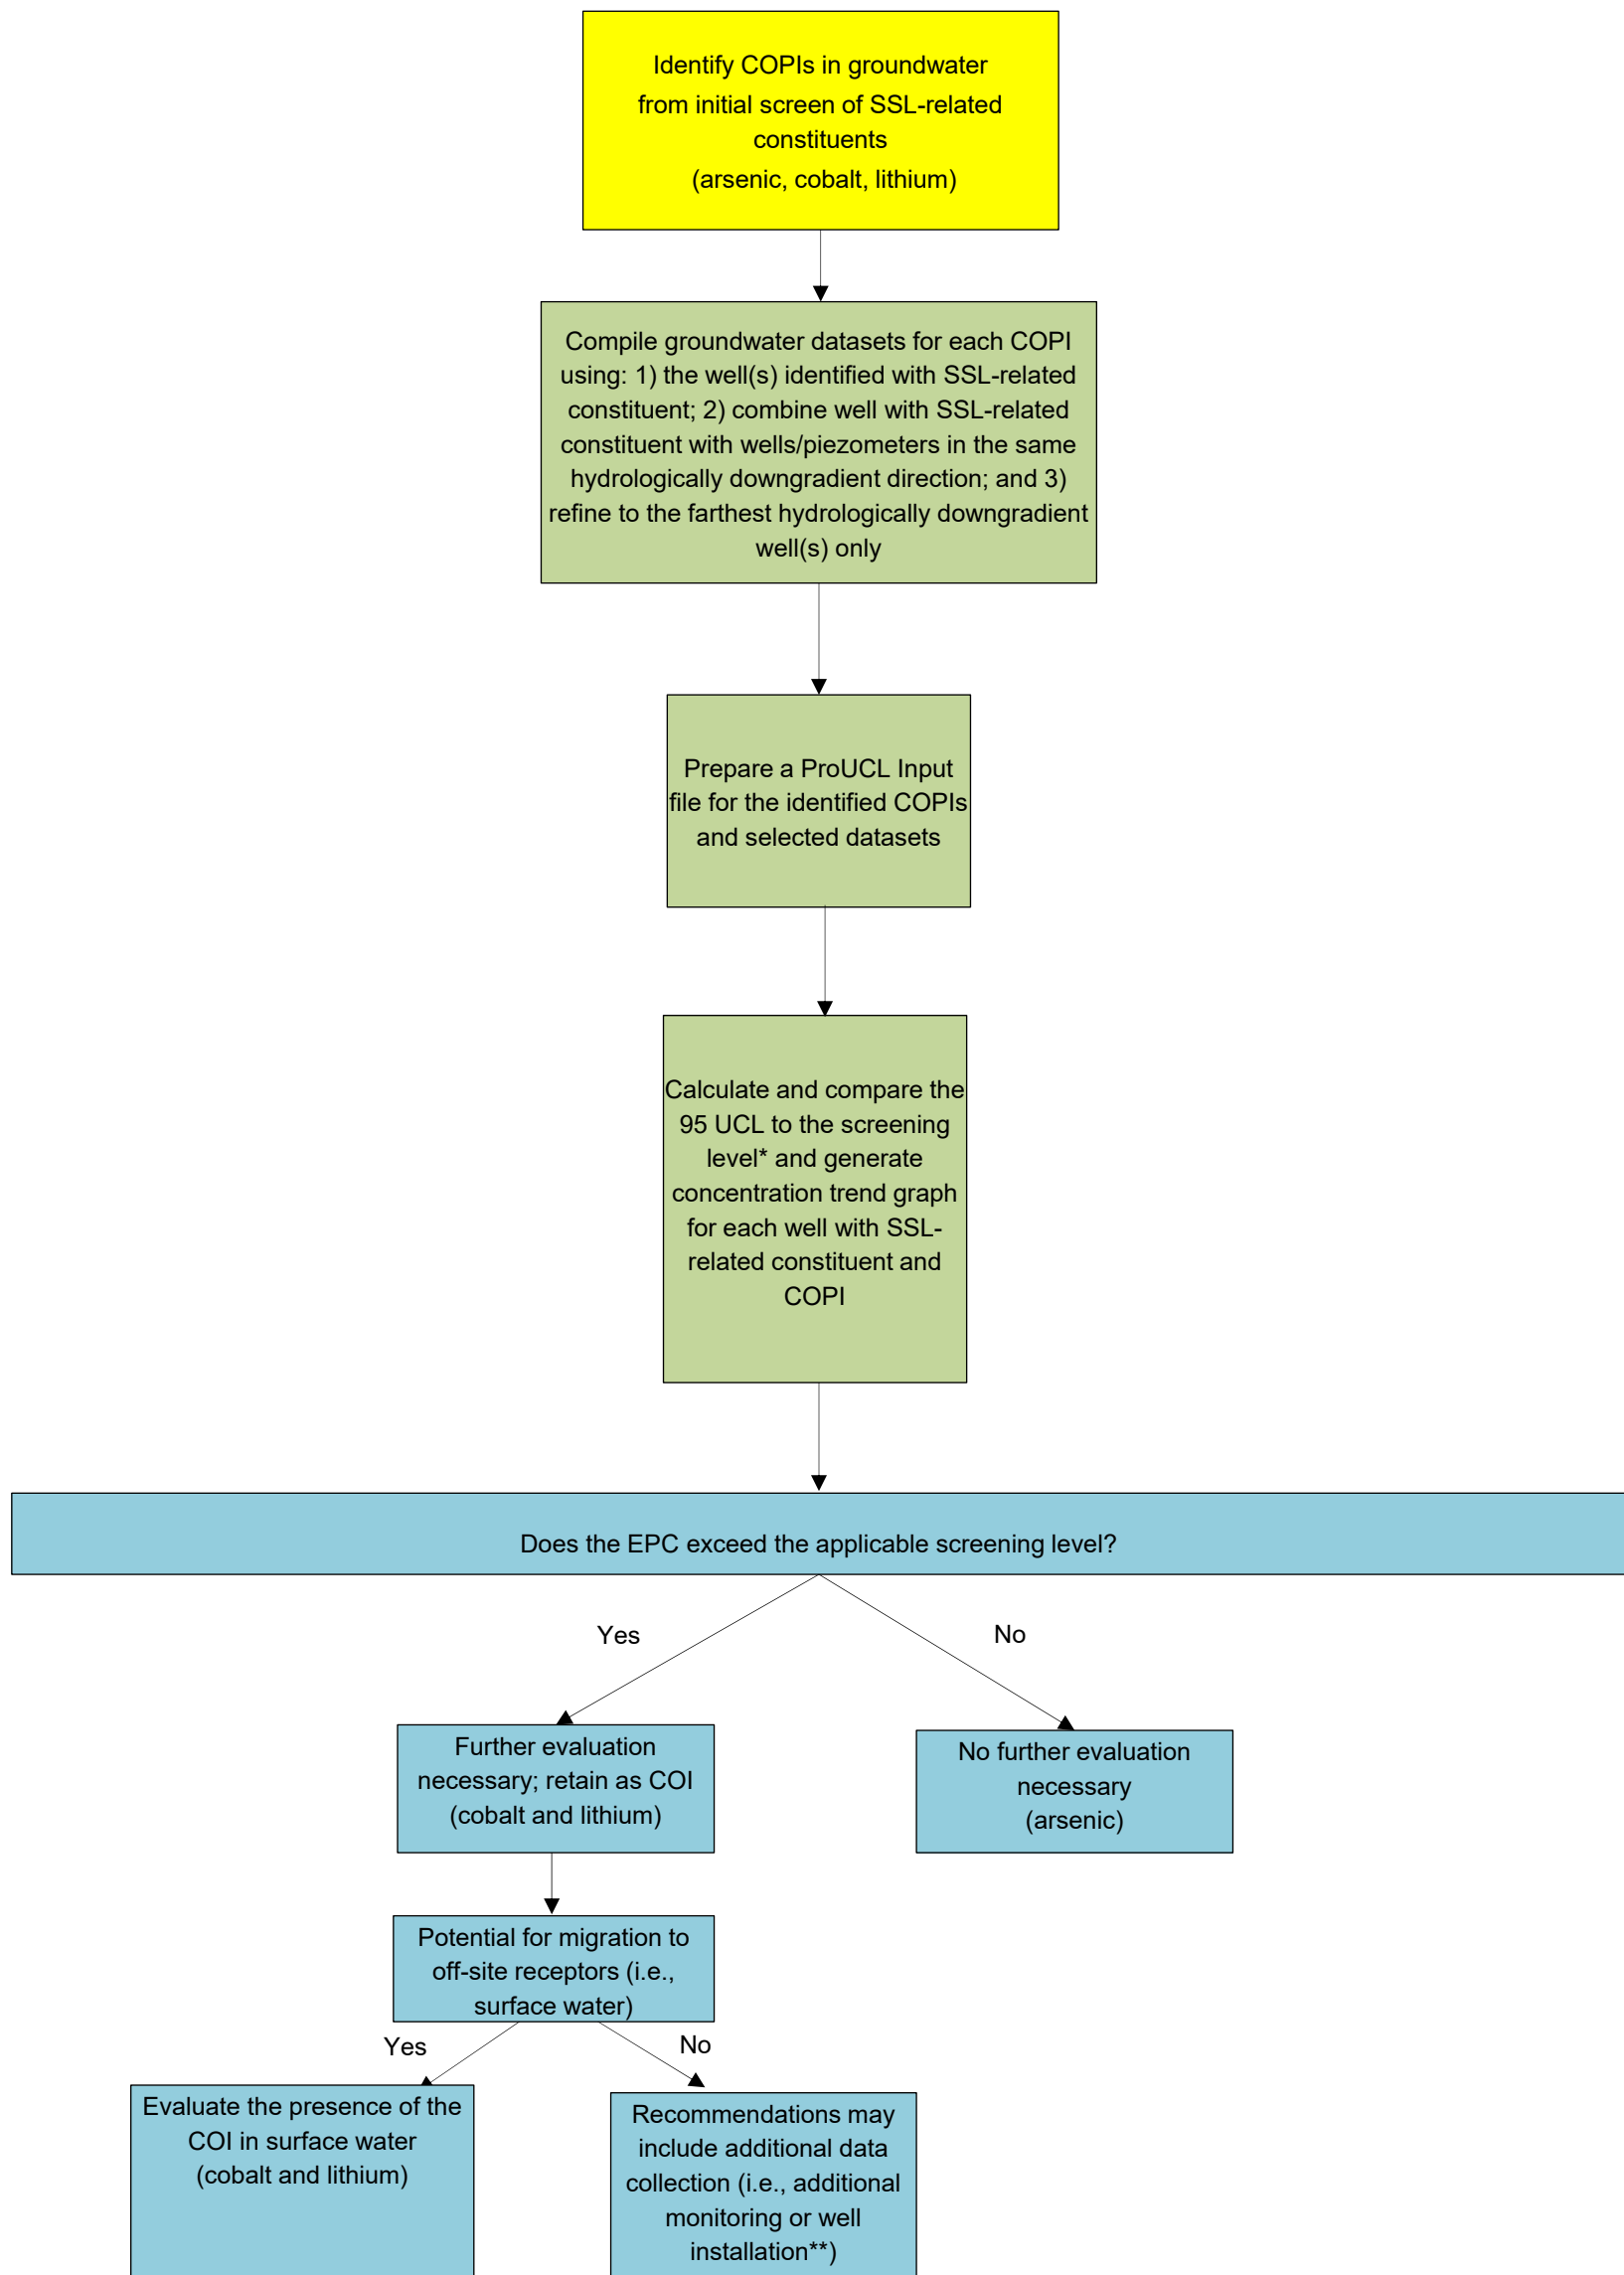 Identify COPIs in groundwater
from initial screen of SSL-related
constituents
(arsenic, cobalt, lithium)
Compile groundwater datasets for each COPI
using: 1) the well(s) identified with SSL-related
constituent; 2) combine well with SSL-related
constituent with wells/piezometers in the same
hydrologically downgradient direction; and 3)
refine to the farthest hydrologically downgradient
well(s) only
Prepare a ProUCL Input
file for the identified COPIs
and selected datasets
Calculate and compare the
95 UCL to the screening
level* and generate
concentration trend graph
for each well with SSL-
related constituent and
COPI
Does the EPC exceed the applicable screening level?
Yes
No
Further evaluation
necessary; retain as COI
(cobalt and lithium)
No further evaluation
necessary
(arsenic)
Potential for migration to
off-site receptors (i.e.,
surface water)
Yes
No
Evaluate the presence of the
COI in surface water
(cobalt and lithium)
Recommendations may
include additional data
collection (i.e., additional
monitoring or well
installation**)